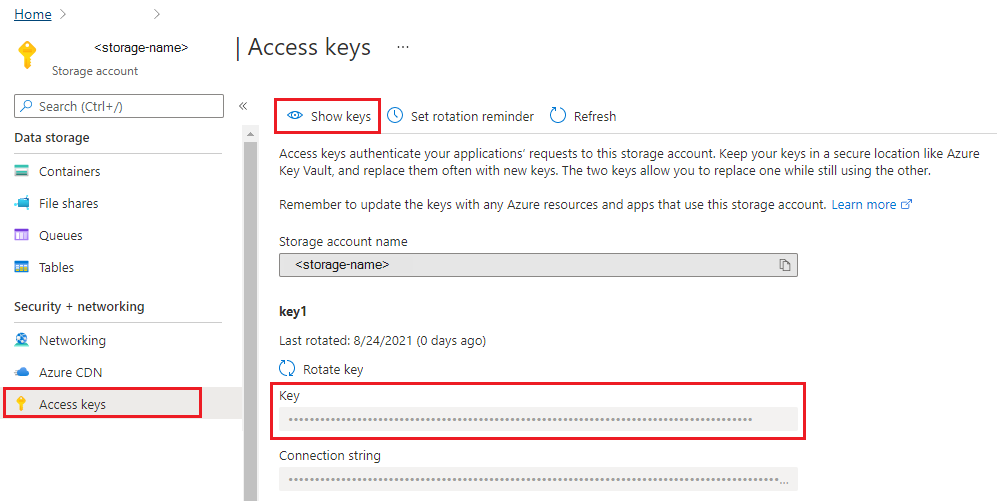 Home > >
<storage-name> | Access keys ...
Storage account
Search (Ctrl+/) «
Data storage
Containers
File shares
Queues
Tables
Security + networking
Networking
Azure CDN
Access keys
Show keys Set rotation reminder Refresh
Access keys authenticate your applications’ requests to this storage account. Keep your keys in a secure location like Azure
Key Vault, and replace them often with new keys. The two keys allow you to replace one while still using the other.
Remember to update the keys with any Azure resources and apps that use this storage account. Learn more
Storage account name
<storage-name>
key1
Last rotated: 8/24/2021 (0 days ago)
Rotate key
Key
Connection string